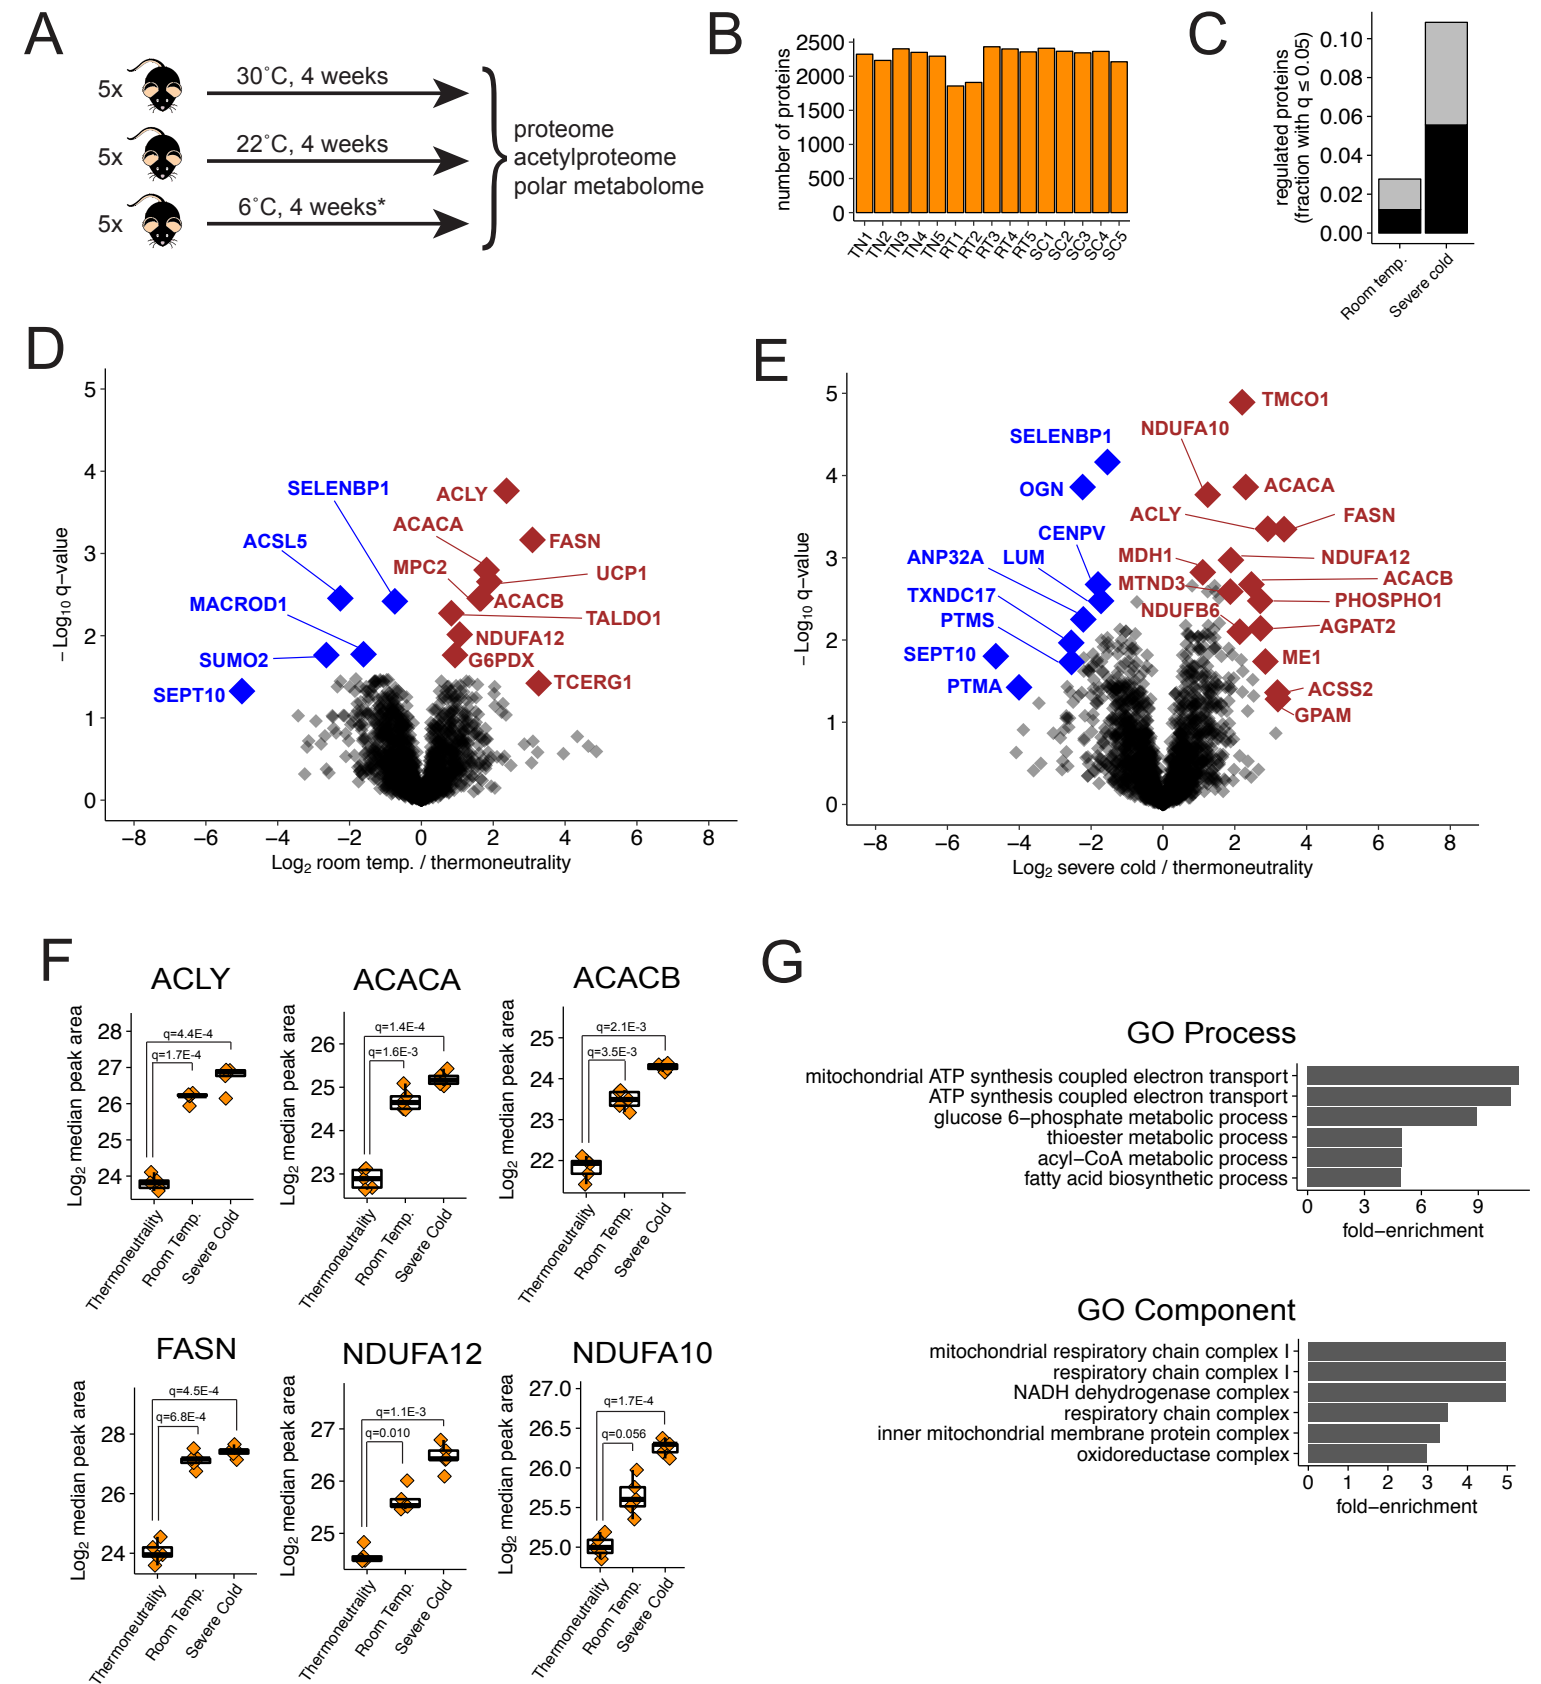 A
5x
30°C, 4 weeks
5x
22°C, 4 weeks
5x
6°C, 4 weeks*
proteome
acetylproteome
polar metabolome
B
number of proteins
2500
2000
1500
1000
500
0
TN1
TN2
TN3
TN4
TN5
RT1
RT2
RT3
RT4
RT5
SC1
SC2
SC3
SC4
SC5
C
regulated proteins
(fraction with q ≤ 0.05)
0.10
0.08
0.06
0.04
0.02
0.00
Room temp.
Severe cold
D
−Log10 q−value
5
4
3
2
1
0
SELENBP1
ACLY
ACACA
ACSL5
FASN
MPC2
UCP1
MACROD1
ACACB
TALDO1
NDUFA12
SUMO2
G6PDX
SEPT10
TCERG1
−8
−6
−4
−2
0
2
4
6
8
Log2 room temp. / thermoneutrality
E
−Log10 q−value
5
4
3
2
1
0
TMCO1
NDUFA10
SELENBP1
OGN
ACACA
ACLY
FASN
CENPV
ANP32A
LUM
MDH1
NDUFA12
MTND3
ACACB
TXNDC17
PHOSPHO1
PTMS
NDUFB6
AGPAT2
SEPT10
ME1
PTMA
ACSS2
GPAM
−8
−6
−4
−2
0
2
4
6
8
Log2 severe cold / thermoneutrality
F
ACLY
Log2 median peak area
28
27
26
25
24
q=4.4E-4
q=1.7E-4
Thermoneutrality
Room Temp.
Severe Cold
ACACA
Log2 median peak area
26
25
24
23
q=1.4E-4
q=1.6E-3
Thermoneutrality
Room Temp.
Severe Cold
ACACB
Log2 median peak area
25
24
23
22
q=2.1E-3
q=3.5E-3
Thermoneutrality
Room Temp.
Severe Cold
FASN
Log2 median peak area
28
26
24
q=4.5E-4
q=6.8E-4
Thermoneutrality
Room Temp.
Severe Cold
NDUFA12
Log2 median peak area
27
26
25
q=1.1E-3
q=0.010
Thermoneutrality
Room Temp.
Severe Cold
NDUFA10
Log2 median peak area
27.0
26.5
26.0
25.5
25.0
q=1.7E-4
q=0.056
Thermoneutrality
Room Temp.
Severe Cold
G
GO Process
mitochondrial ATP synthesis coupled electron transport
ATP synthesis coupled electron transport
glucose 6−phosphate metabolic process
thioester metabolic process
acyl−CoA metabolic process
fatty acid biosynthetic process
0
3
6
9
fold−enrichment
GO Component
mitochondrial respiratory chain complex I
respiratory chain complex I
NADH dehydrogenase complex
respiratory chain complex
inner mitochondrial membrane protein complex
oxidoreductase complex
0
1
2
3
4
5
fold−enrichment